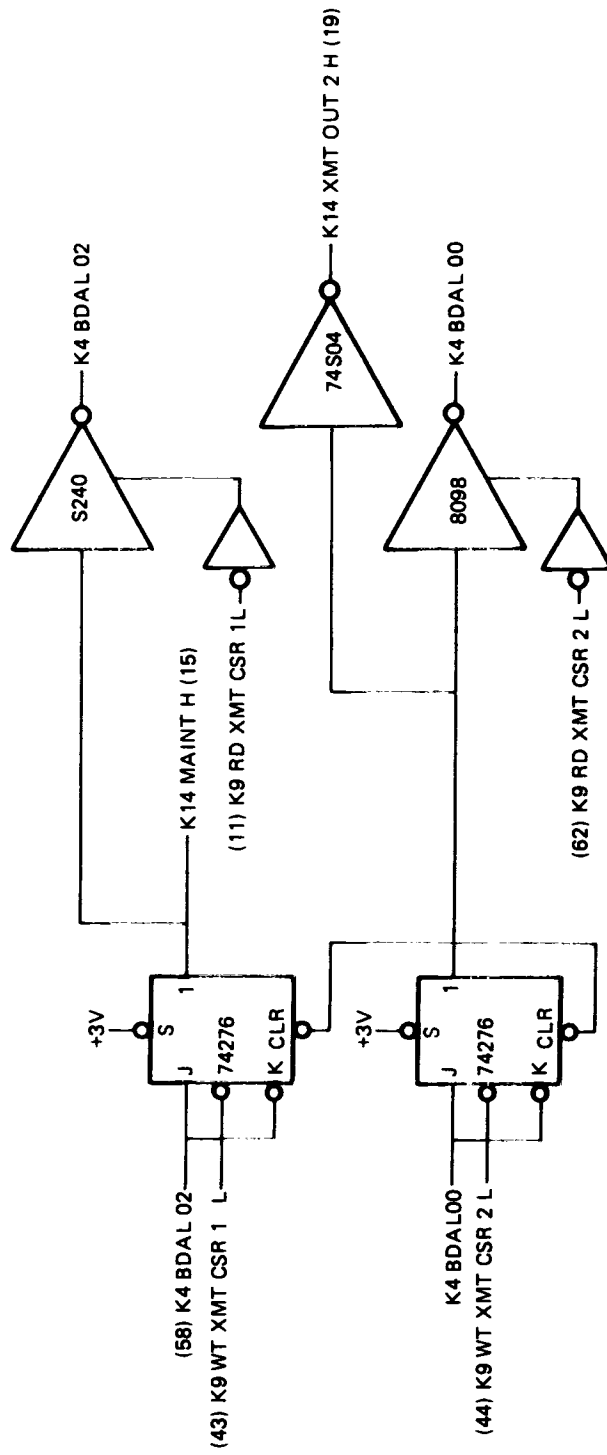 K4 BDAL 02
S240
K14 MAINT H (15)
(11) K9 RD XMT CSR 1 L
+3V
S
J
1
74276
K
CLR
(58) K4 BDAL 02
(43) K9 WT XMT CSR 1 L
K14 XMT OUT 2 H (19)
74S04
K4 BDAL 00
8098
(62) K9 RD XMT CSR 2 L
+3V
S
J
1
74276
K
CLR
K4 BDAL00
(44) K9 WT XMT CSR 2 L